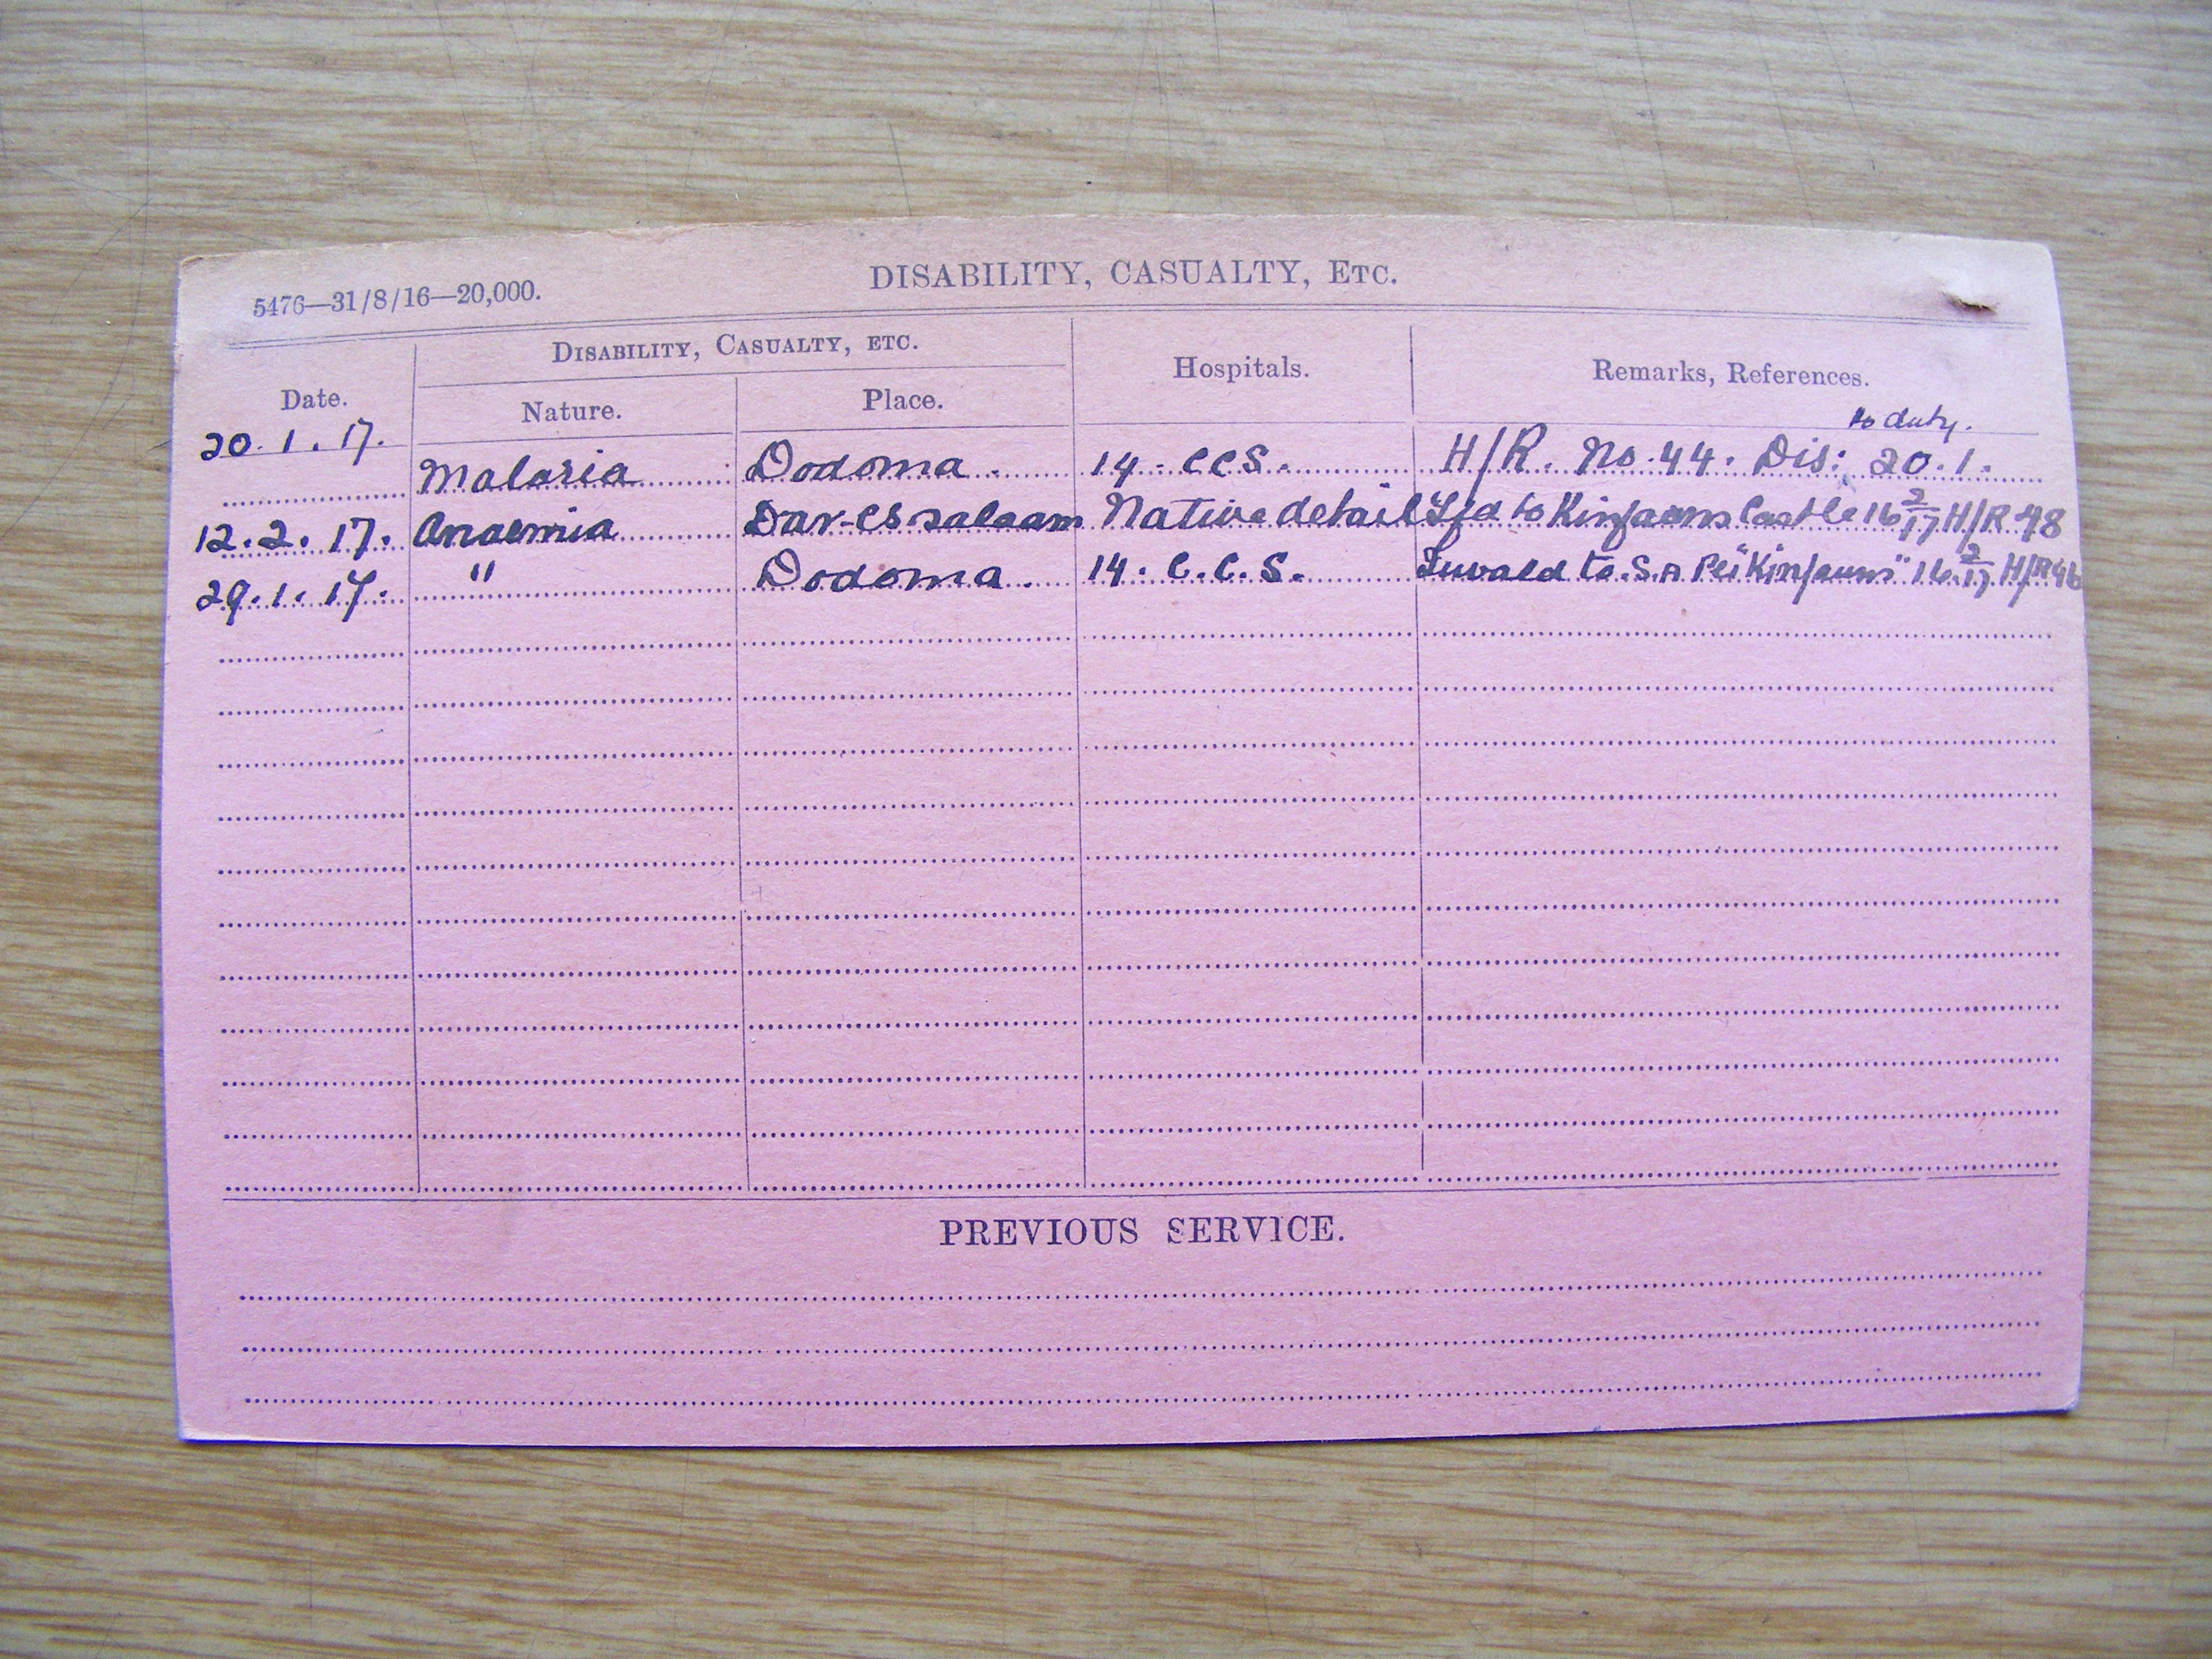 5476—31/8/16—20,000.
DISABILITY, CASUALTY, ETC.
Date.
DISABILITY, CASUALTY, ETC.
Nature.
Place.
Hospitals.
Remarks, References.
to duty.
20.1.17. Malaria Dodoma. 14. CCS. H/R. No. 44. Dis: 20.1.
12.2.17. Anaemia Dar-es-salaam Native detail to Kinfauns Castle 16 2/17 H/R 48
29.1.17. " Dodoma. 14. C.C.S. Invald to S.A Per "Kinfauns" 16.2/17 H/R46
PREVIOUS SERVICE.